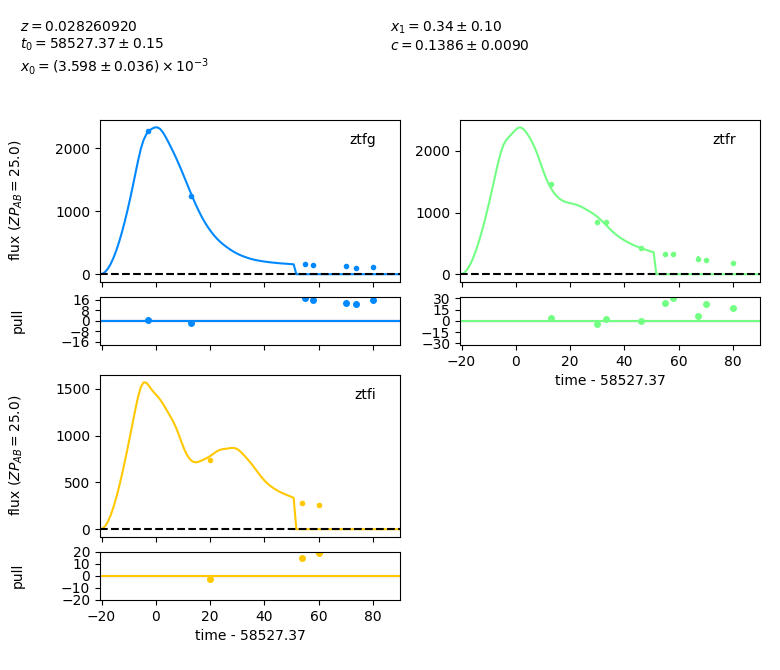 z = 0.028260920
t₀ = 58527.37 ± 0.15
x₀ = (3.598 ± 0.036) × 10⁻³
x₁ = 0.34 ± 0.10
c = 0.1386 ± 0.0090
flux (ZP_AB = 25.0)
2000
1000
0
ztfg
pull
16
8
0
−8
−16
2000
1000
0
ztfr
30
15
0
−15
−30
−20 0 20 40 60 80
time - 58527.37
flux (ZP_AB = 25.0)
1500
1000
500
0
ztfi
pull
20
10
0
−10
−20
−20 0 20 40 60 80
time - 58527.37